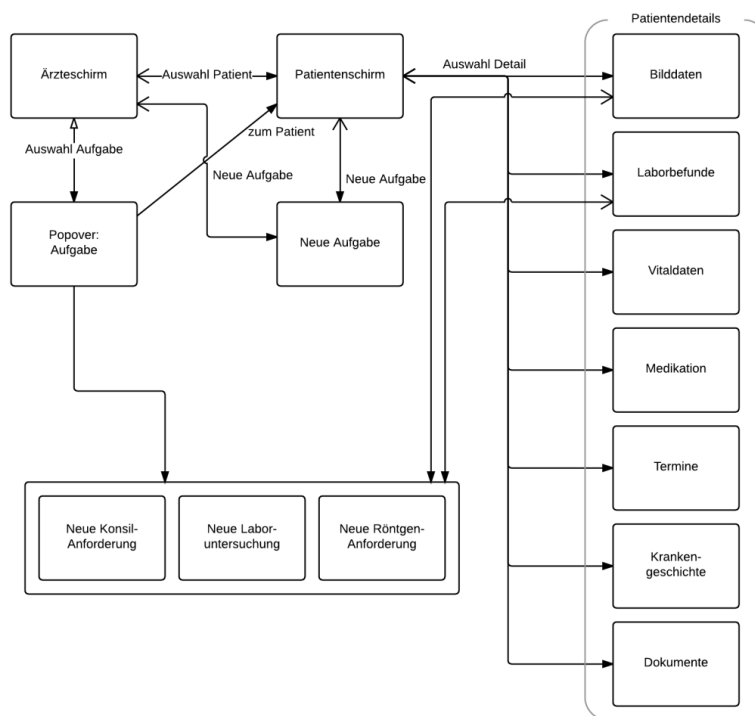 Patientendetails
Ärzteschirm
Auswahl Patient
Patientenschirm
Auswahl Detail
Bilddaten
zum Patient
Auswahl Aufgabe
Neue Aufgabe
Neue Aufgabe
Laborbefunde
Popover:
Aufgabe
Neue Aufgabe
Vitaldaten
Medikation
Termine
Neue Konsil-
Anforderung
Neue Labor-
untersuchung
Neue Röntgen-
Anforderung
Kranken-
geschichte
Dokumente